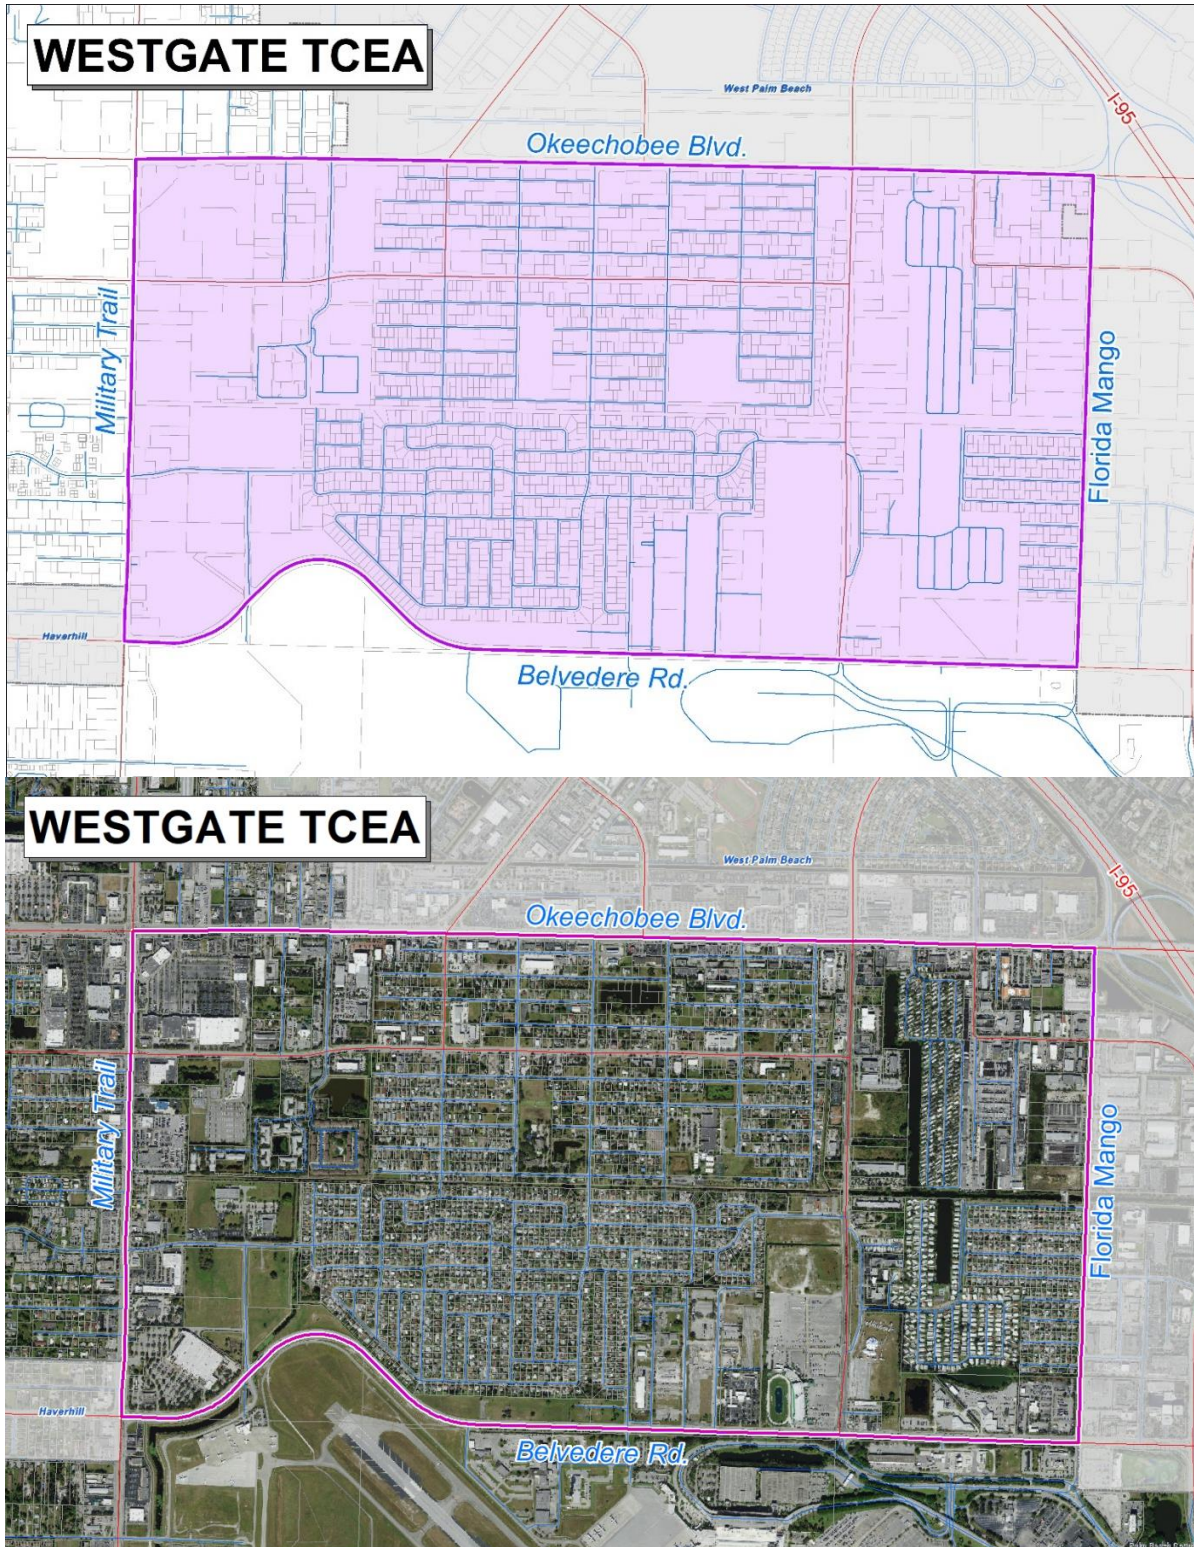 WESTGATE TCEA
West Palm Beach
I-95
Okeechobee Blvd.
Military Trail
Florida Mango
Haverhill
Belvedere Rd.
WESTGATE TCEA
West Palm Beach
I-95
Okeechobee Blvd.
Military Trail
Florida Mango
Haverhill
Belvedere Rd.